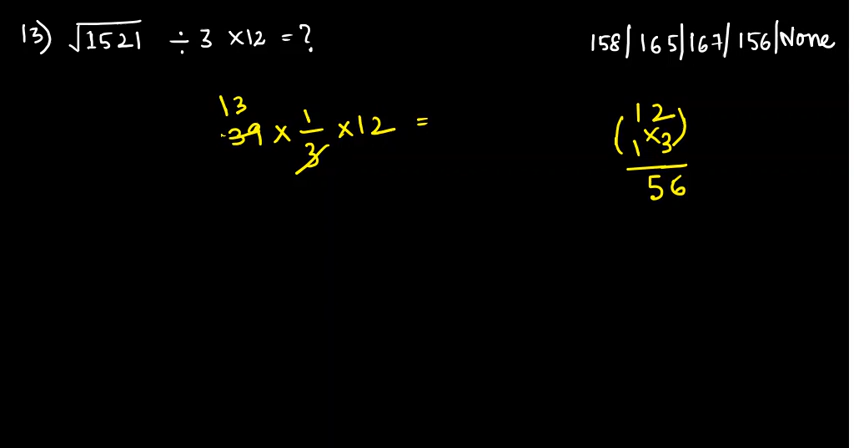 13) √1521 ÷ 3 × 12 = ? 158/165/167/156/None
13
39 × 1/3 × 12 =
12
1×3
56